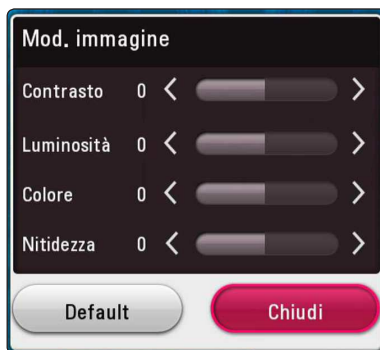 Mod. immagine
Contrasto 0
Luminosità 0
Colore 0
Nitidezza 0
Default Chiudi